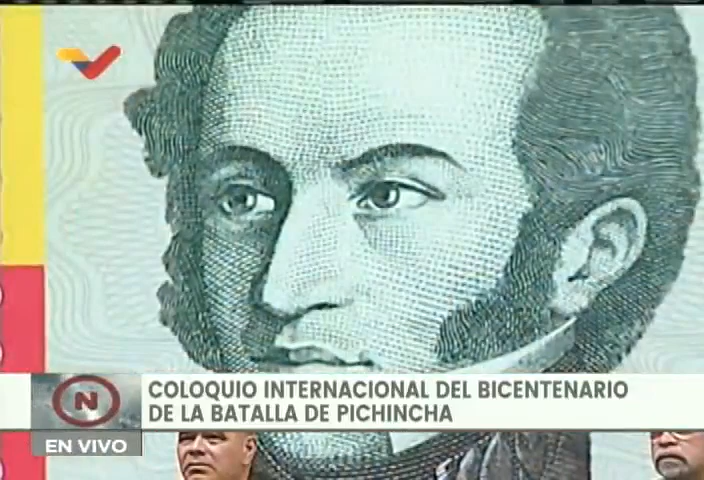 COLOQUIO INTERNACIONAL DEL BICENTENARIO
DE LA BATALLA DE PICHINCHA
N
EN VIVO